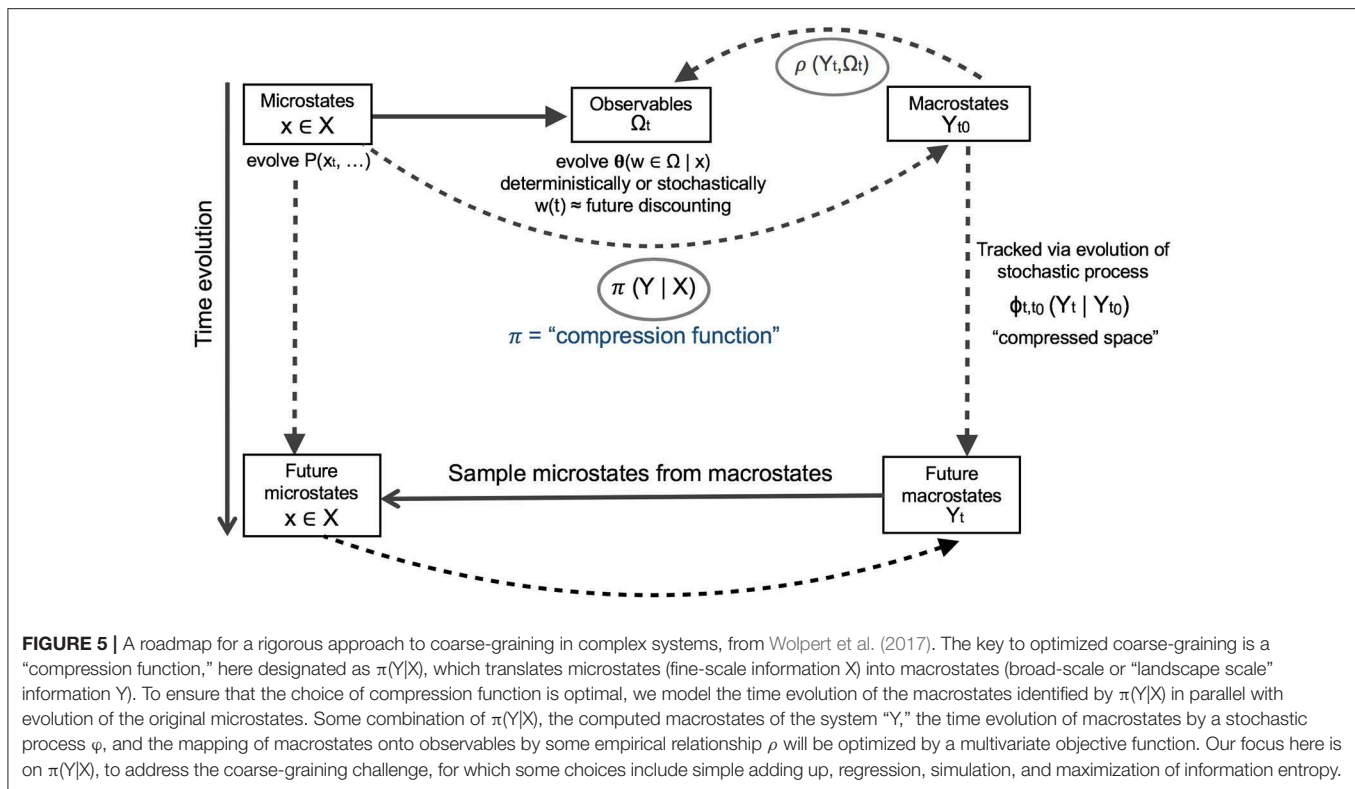 ρ (Yt,Ωt)
Microstates
x ∈ X
Observables
Ωt
Macrostates
Yt0
evolve P(xt, ...)
evolve θ(w ∈ Ω | x)
deterministically or stochastically
w(t) ≈ future discounting
Time evolution
π (Y | X)
π = “compression function”
Tracked via evolution of
stochastic process
ϕt,t0 (Yt | Yt0)
“compressed space”
Future
microstates
x ∈ X
Sample microstates from macrostates
Future
macrostates
Yt
FIGURE 5 | A roadmap for a rigorous approach to coarse-graining in complex systems, from Wolpert et al. (2017). The key to optimized coarse-graining is a
“compression function,” here designated as π(Y|X), which translates microstates (fine-scale information X) into macrostates (broad-scale or “landscape scale”
information Y). To ensure that the choice of compression function is optimal, we model the time evolution of the macrostates identified by π(Y|X) in parallel with
evolution of the original microstates. Some combination of π(Y|X), the computed macrostates of the system “Y,” the time evolution of macrostates by a stochastic
process φ, and the mapping of macrostates onto observables by some empirical relationship ρ will be optimized by a multivariate objective function. Our focus here is
on π(Y|X), to address the coarse-graining challenge, for which some choices include simple adding up, regression, simulation, and maximization of information entropy.